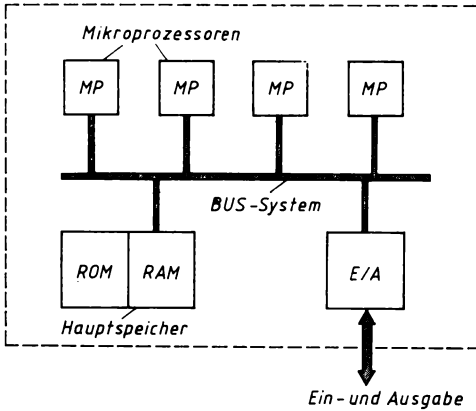 Mikroprozessoren
MP MP MP MP
BUS-System
ROM RAM E/A
Hauptspeicher
Ein- und Ausgabe